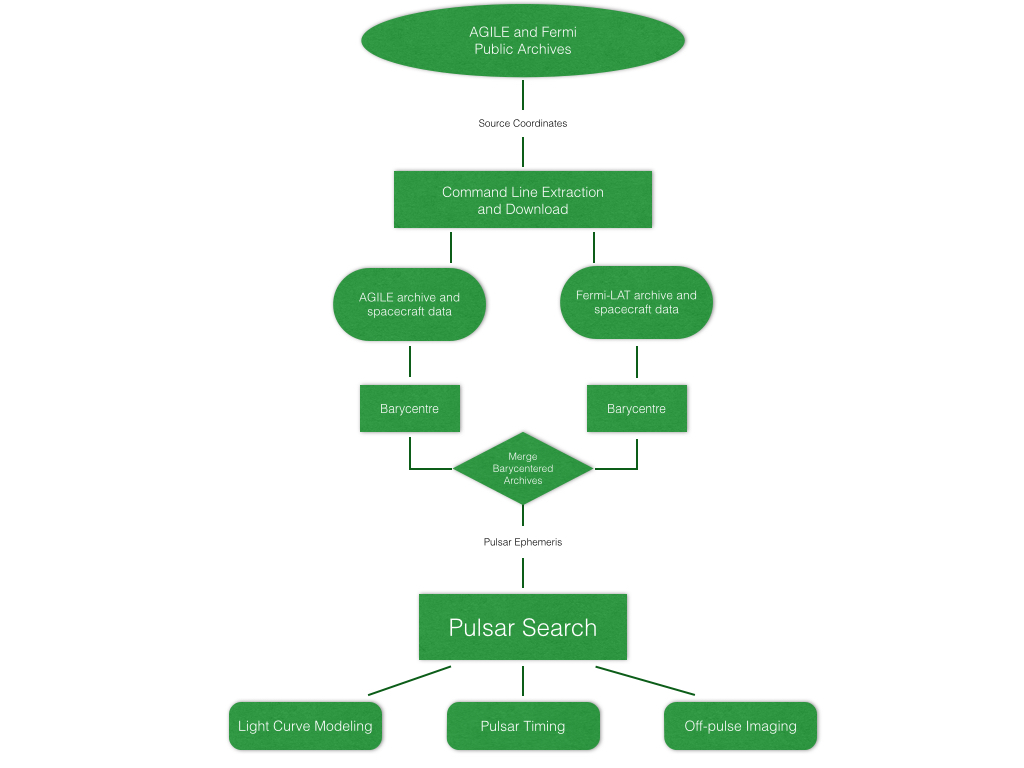 AGILE and Fermi
Public Archives
Source Coordinates
Command Line Extraction
and Download
AGILE archive and
spacecraft data
Fermi-LAT archive and
spacecraft data
Barycentre
Barycentre
Merge
Barycentered
Archives
Pulsar Ephemeris
Pulsar Search
Light Curve Modeling
Pulsar Timing
Off-pulse Imaging